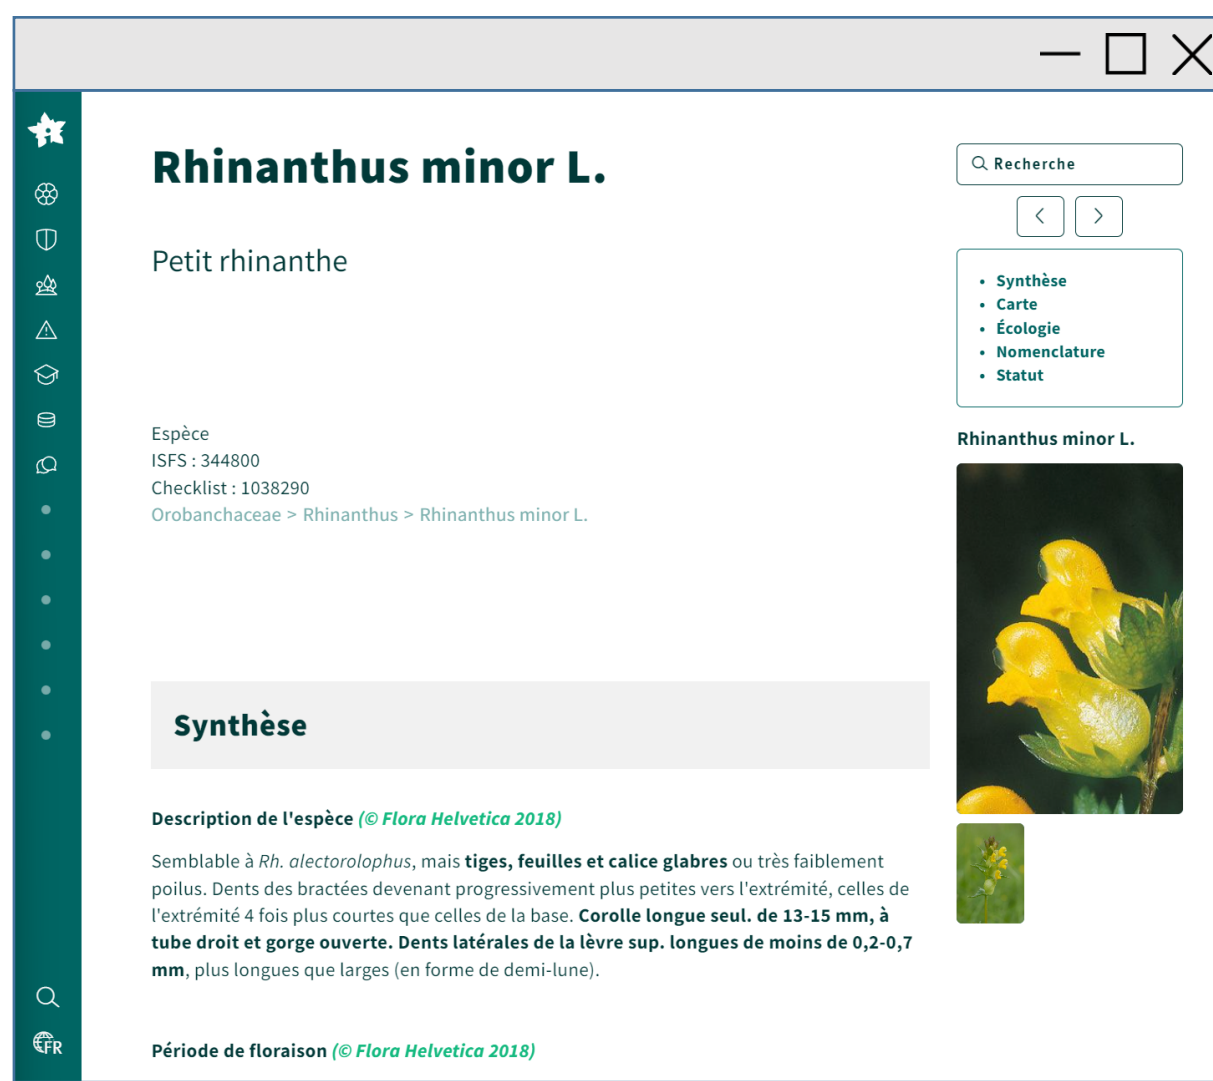 Rhinanthus minor L.
Petit rhinanthe
Espèce
ISFS : 344800
Checklist : 1038290
Orobanchaceae > Rhinanthus > Rhinanthus minor L.
Synthèse
Description de l'espèce (© Flora Helvetica 2018)
Semblable à Rh. alectorolophus, mais tiges, feuilles et calice glabres ou très faiblement
poilus. Dents des bractées devenant progressivement plus petites vers l'extrémité, celles de
l'extrémité 4 fois plus courtes que celles de la base. Corolle longue seul. de 13-15 mm, à
tube droit et gorge ouverte. Dents latérales de la lèvre sup. longues de moins de 0,2-0,7
mm, plus longues que larges (en forme de demi-lune).
Période de floraison (© Flora Helvetica 2018)
Recherche
• Synthèse
• Carte
• Écologie
• Nomenclature
• Statut
Rhinanthus minor L.
FR